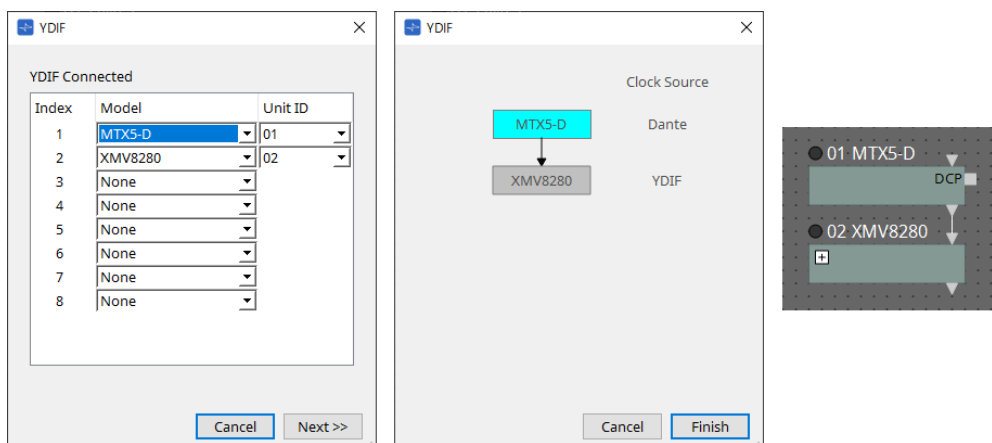 YDIF
YDIF Connected
Index Model Unit ID
1 MTX5-D 01
2 XMV8280 02
3 None
4 None
5 None
6 None
7 None
8 None
Cancel Next >>
YDIF
Clock Source
MTX5-D Dante
XMV8280 YDIF
Cancel Finish
01 MTX5-D
DCP
02 XMV8280